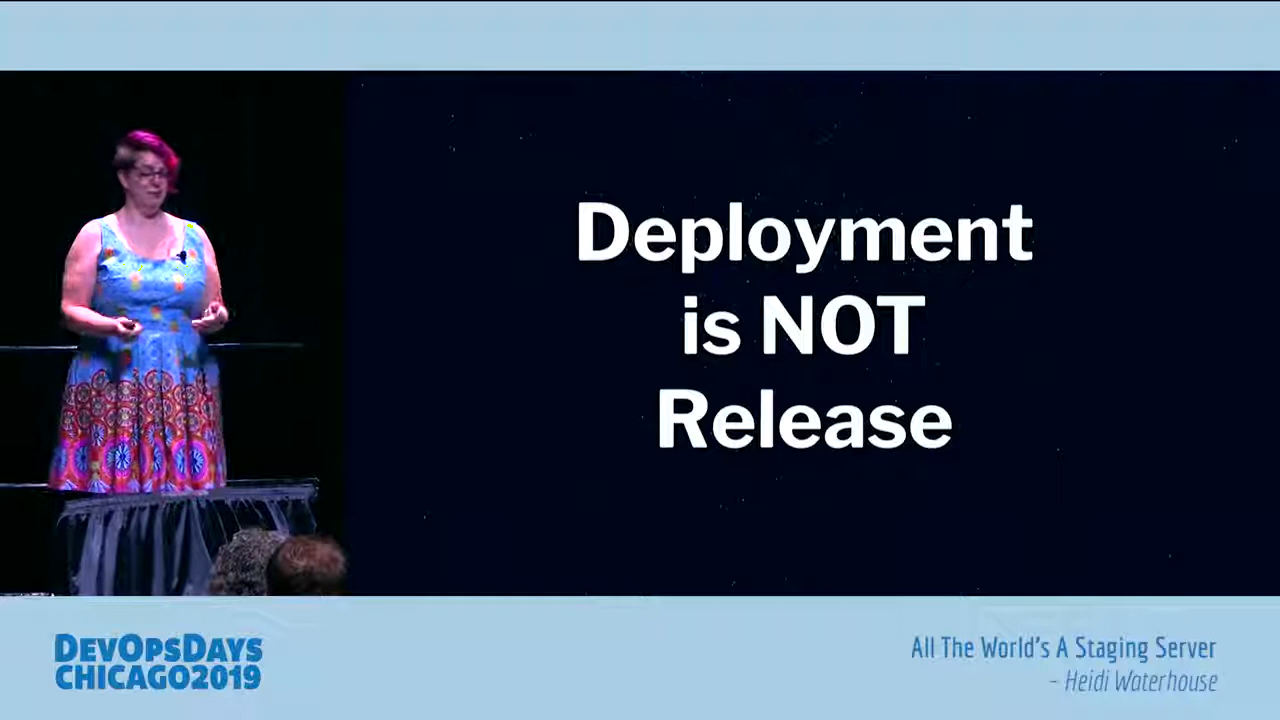 Deployment
is NOT
Release
DevOpsDays
CHICAGO2019
All The World's A Staging Server
- Heidi Waterhouse